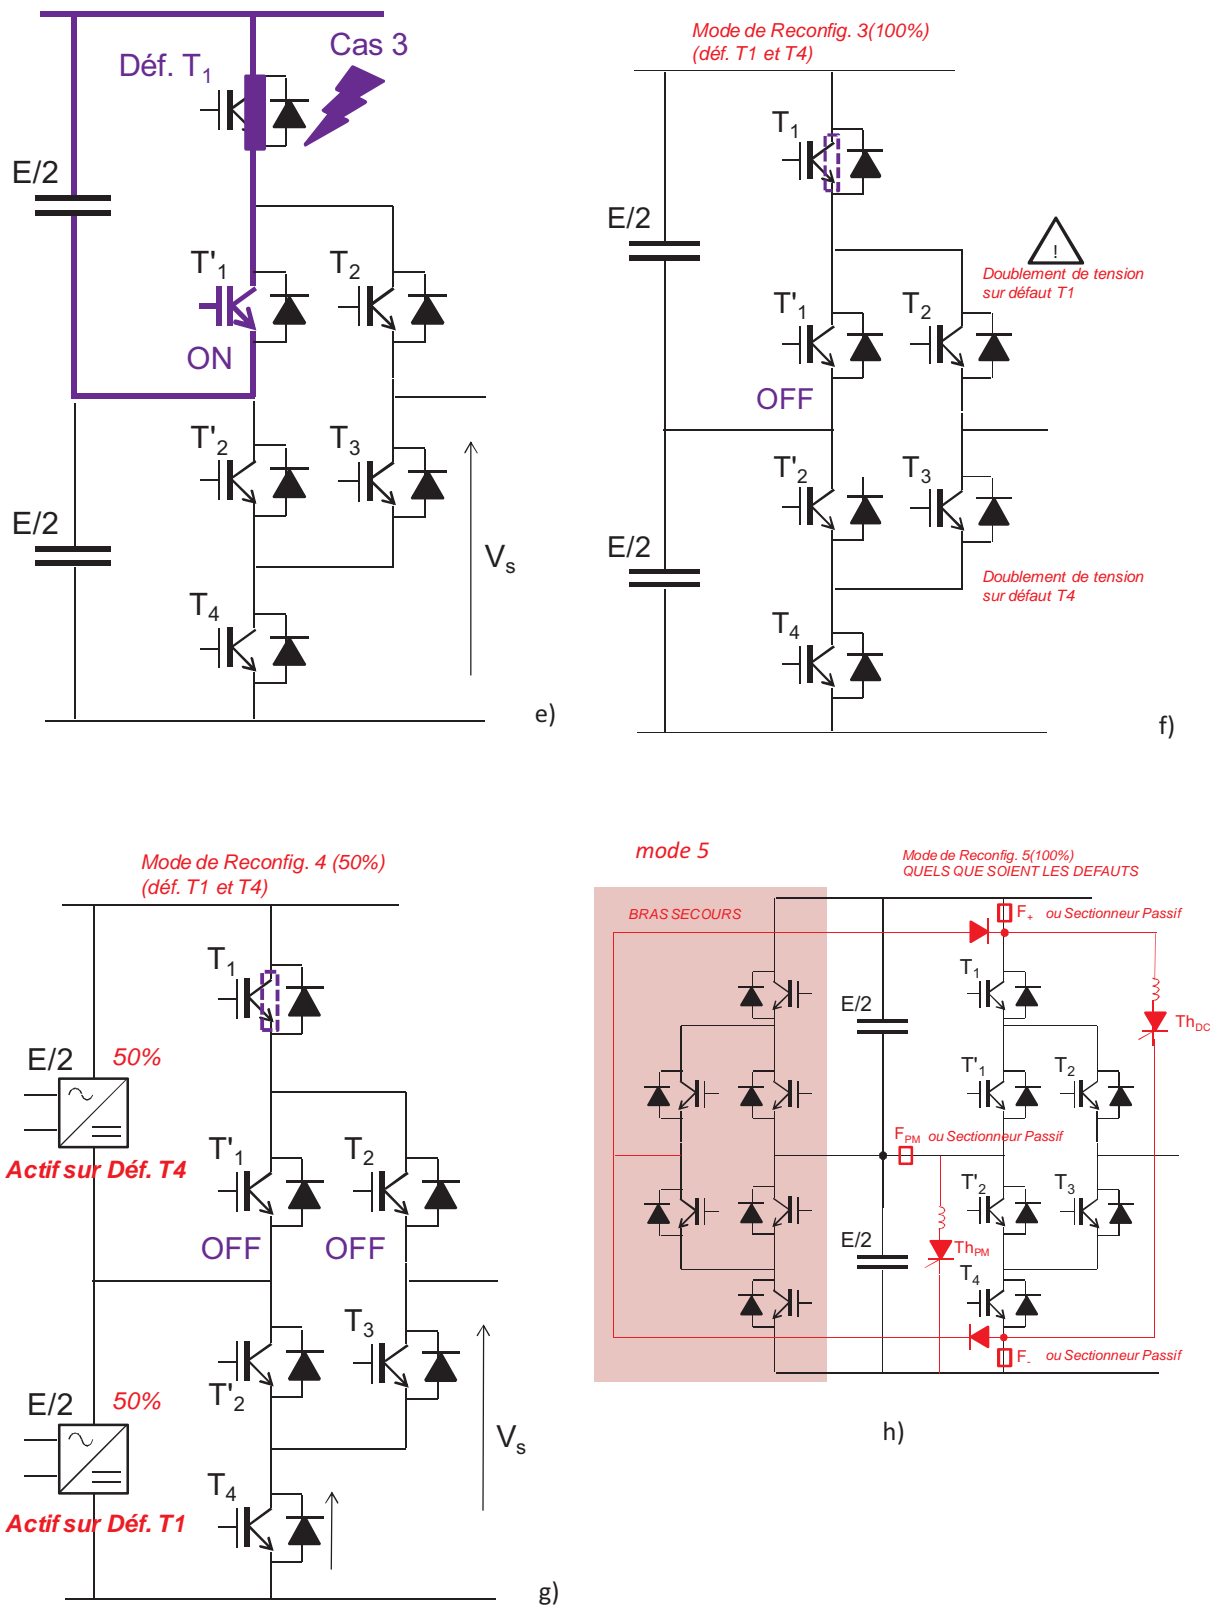 Cas 3
Déf. T1
E/2
T'1
T2
ON
T'2
T3
E/2
Vs
T4
e)
Mode de Reconfig. 3(100%)
(déf. T1 et T4)
T1
E/2
!
Doublement de tension
sur défaut T1
T'1
T2
OFF
T'2
T3
E/2
Doublement de tension
sur défaut T4
T4
f)
Mode de Reconfig. 4 (50%)
(déf. T1 et T4)
T1
E/2
50%
Actif sur Déf. T4
T'1
T2
OFF
OFF
T3
T'2
E/2
50%
Vs
T4
Actif sur Déf. T1
g)
mode 5
Mode de Reconfig. 5(100%)
QUELS QUE SOIENT LES DEFAUTS
BRAS SECOURS
F+ ou Sectionneur Passif
T1
E/2
ThDC
T'1
T2
FPM ou Sectionneur Passif
T'2
T3
E/2
ThPM
T4
F- ou Sectionneur Passif
h)